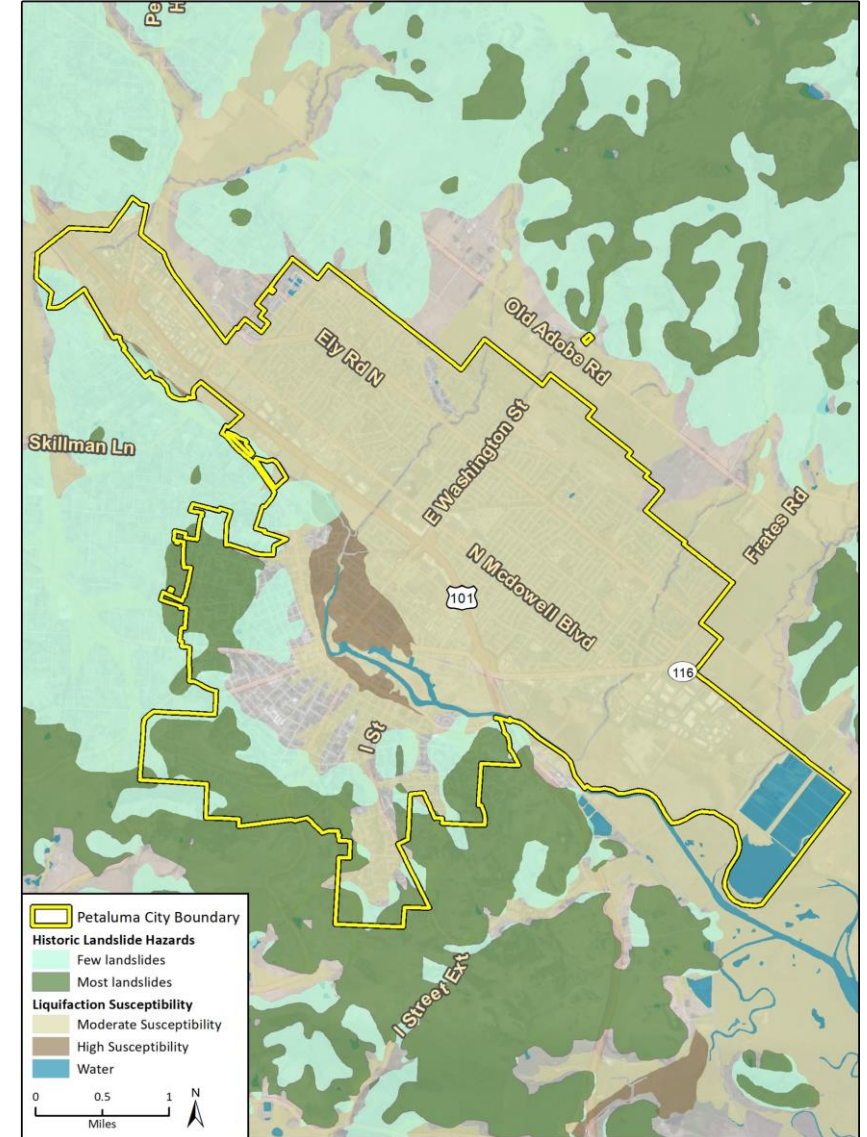 Pe
H
Old Adobe Rd
Ely Rd N
E Washington St
Skillman Ln
Frates Rd
N Mcdowell Blvd
101
116
I St
I Street Ext
Petaluma City Boundary
Historic Landslide Hazards
Few landslides
Most landslides
Liquifaction Susceptibility
Moderate Susceptibility
High Susceptibility
Water
0 0.5 1
Miles
N